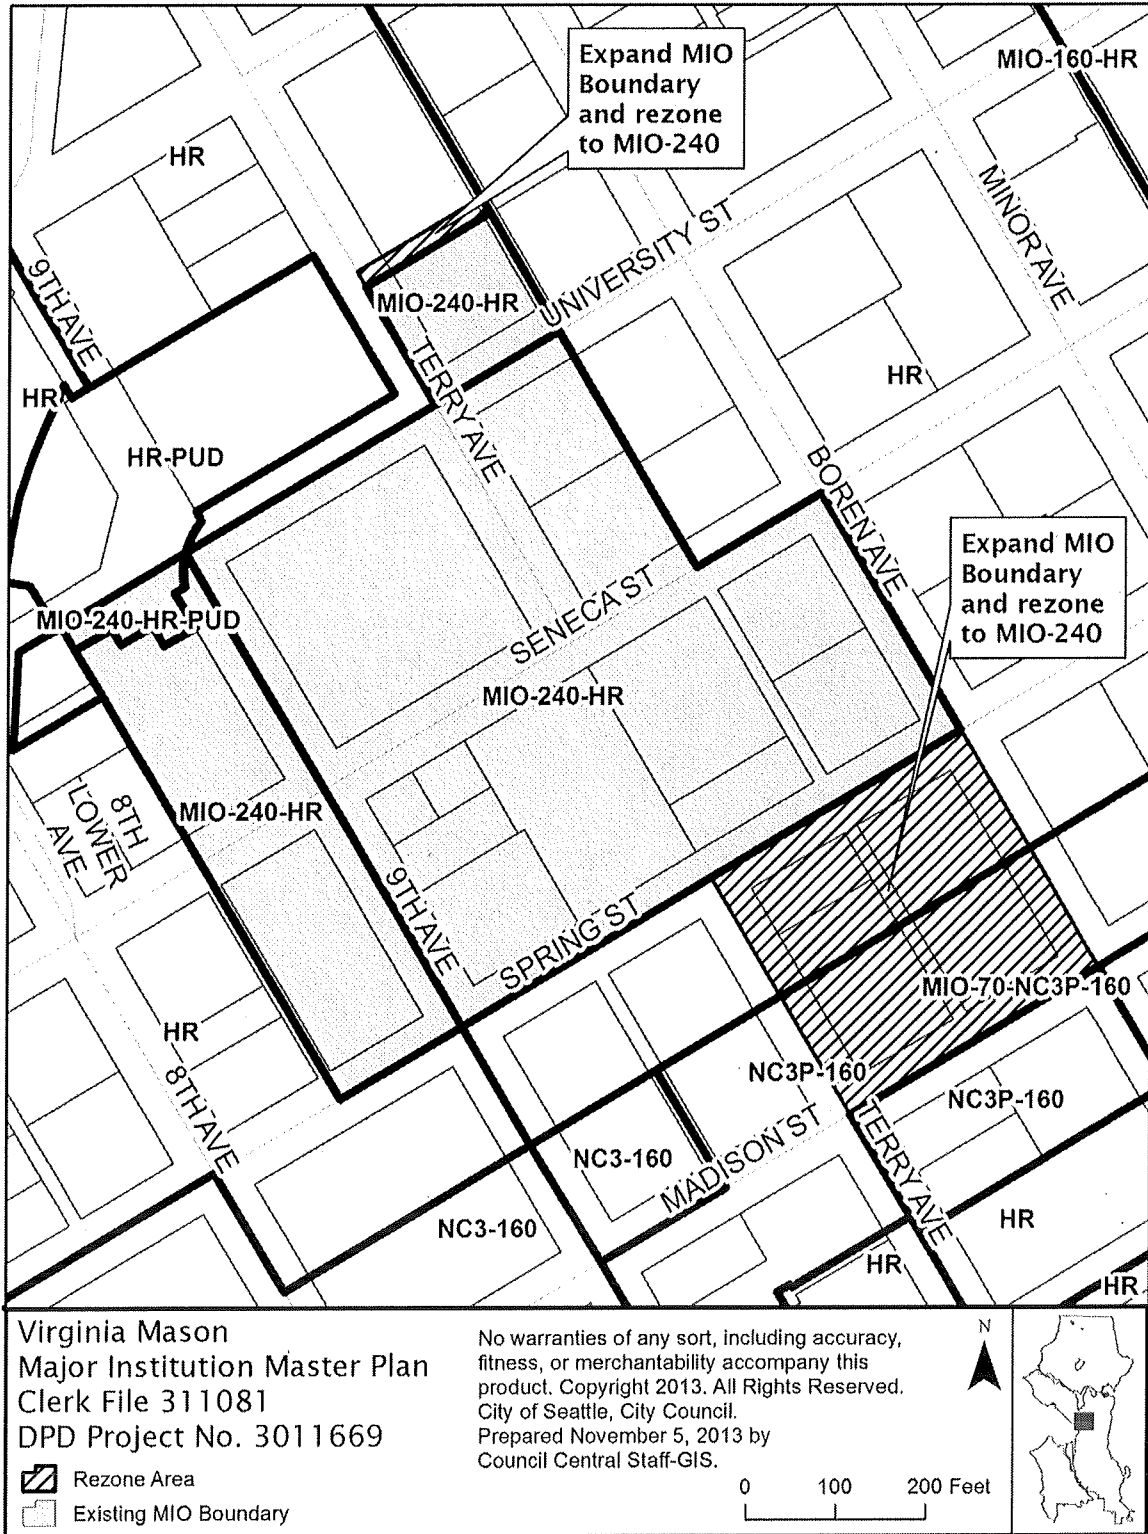 Expand MIO
Boundary
and rezone
to MIO-240
MIO-160-HR
HR
MINOR AVE
UNIVERSITY ST
9TH AVE
MIO-240-HR
TERRY AVE
HR
HR
HR-PUD
BOREN AVE
Expand MIO
Boundary
and rezone
to MIO-240
SENECA ST
MIO-240-HR-PUD
MIO-240-HR
8TH
LOWER
AVE
MIO-240-HR
9TH AVE
SPRING ST
MIO-70-NC3P-160
HR
8TH AVE
NC3P-160
NC3P-160
TERRY AVE
MADISON ST
NC3-160
NC3-160
HR
HR
HR
Virginia Mason
Major Institution Master Plan
Clerk File 311081
DPD Project No. 3011669
Rezone Area
Existing MIO Boundary
No warranties of any sort, including accuracy,
fitness, or merchantability accompany this
product. Copyright 2013. All Rights Reserved.
City of Seattle, City Council.
Prepared November 5, 2013 by
Council Central Staff-GIS.
N
0 100 200 Feet